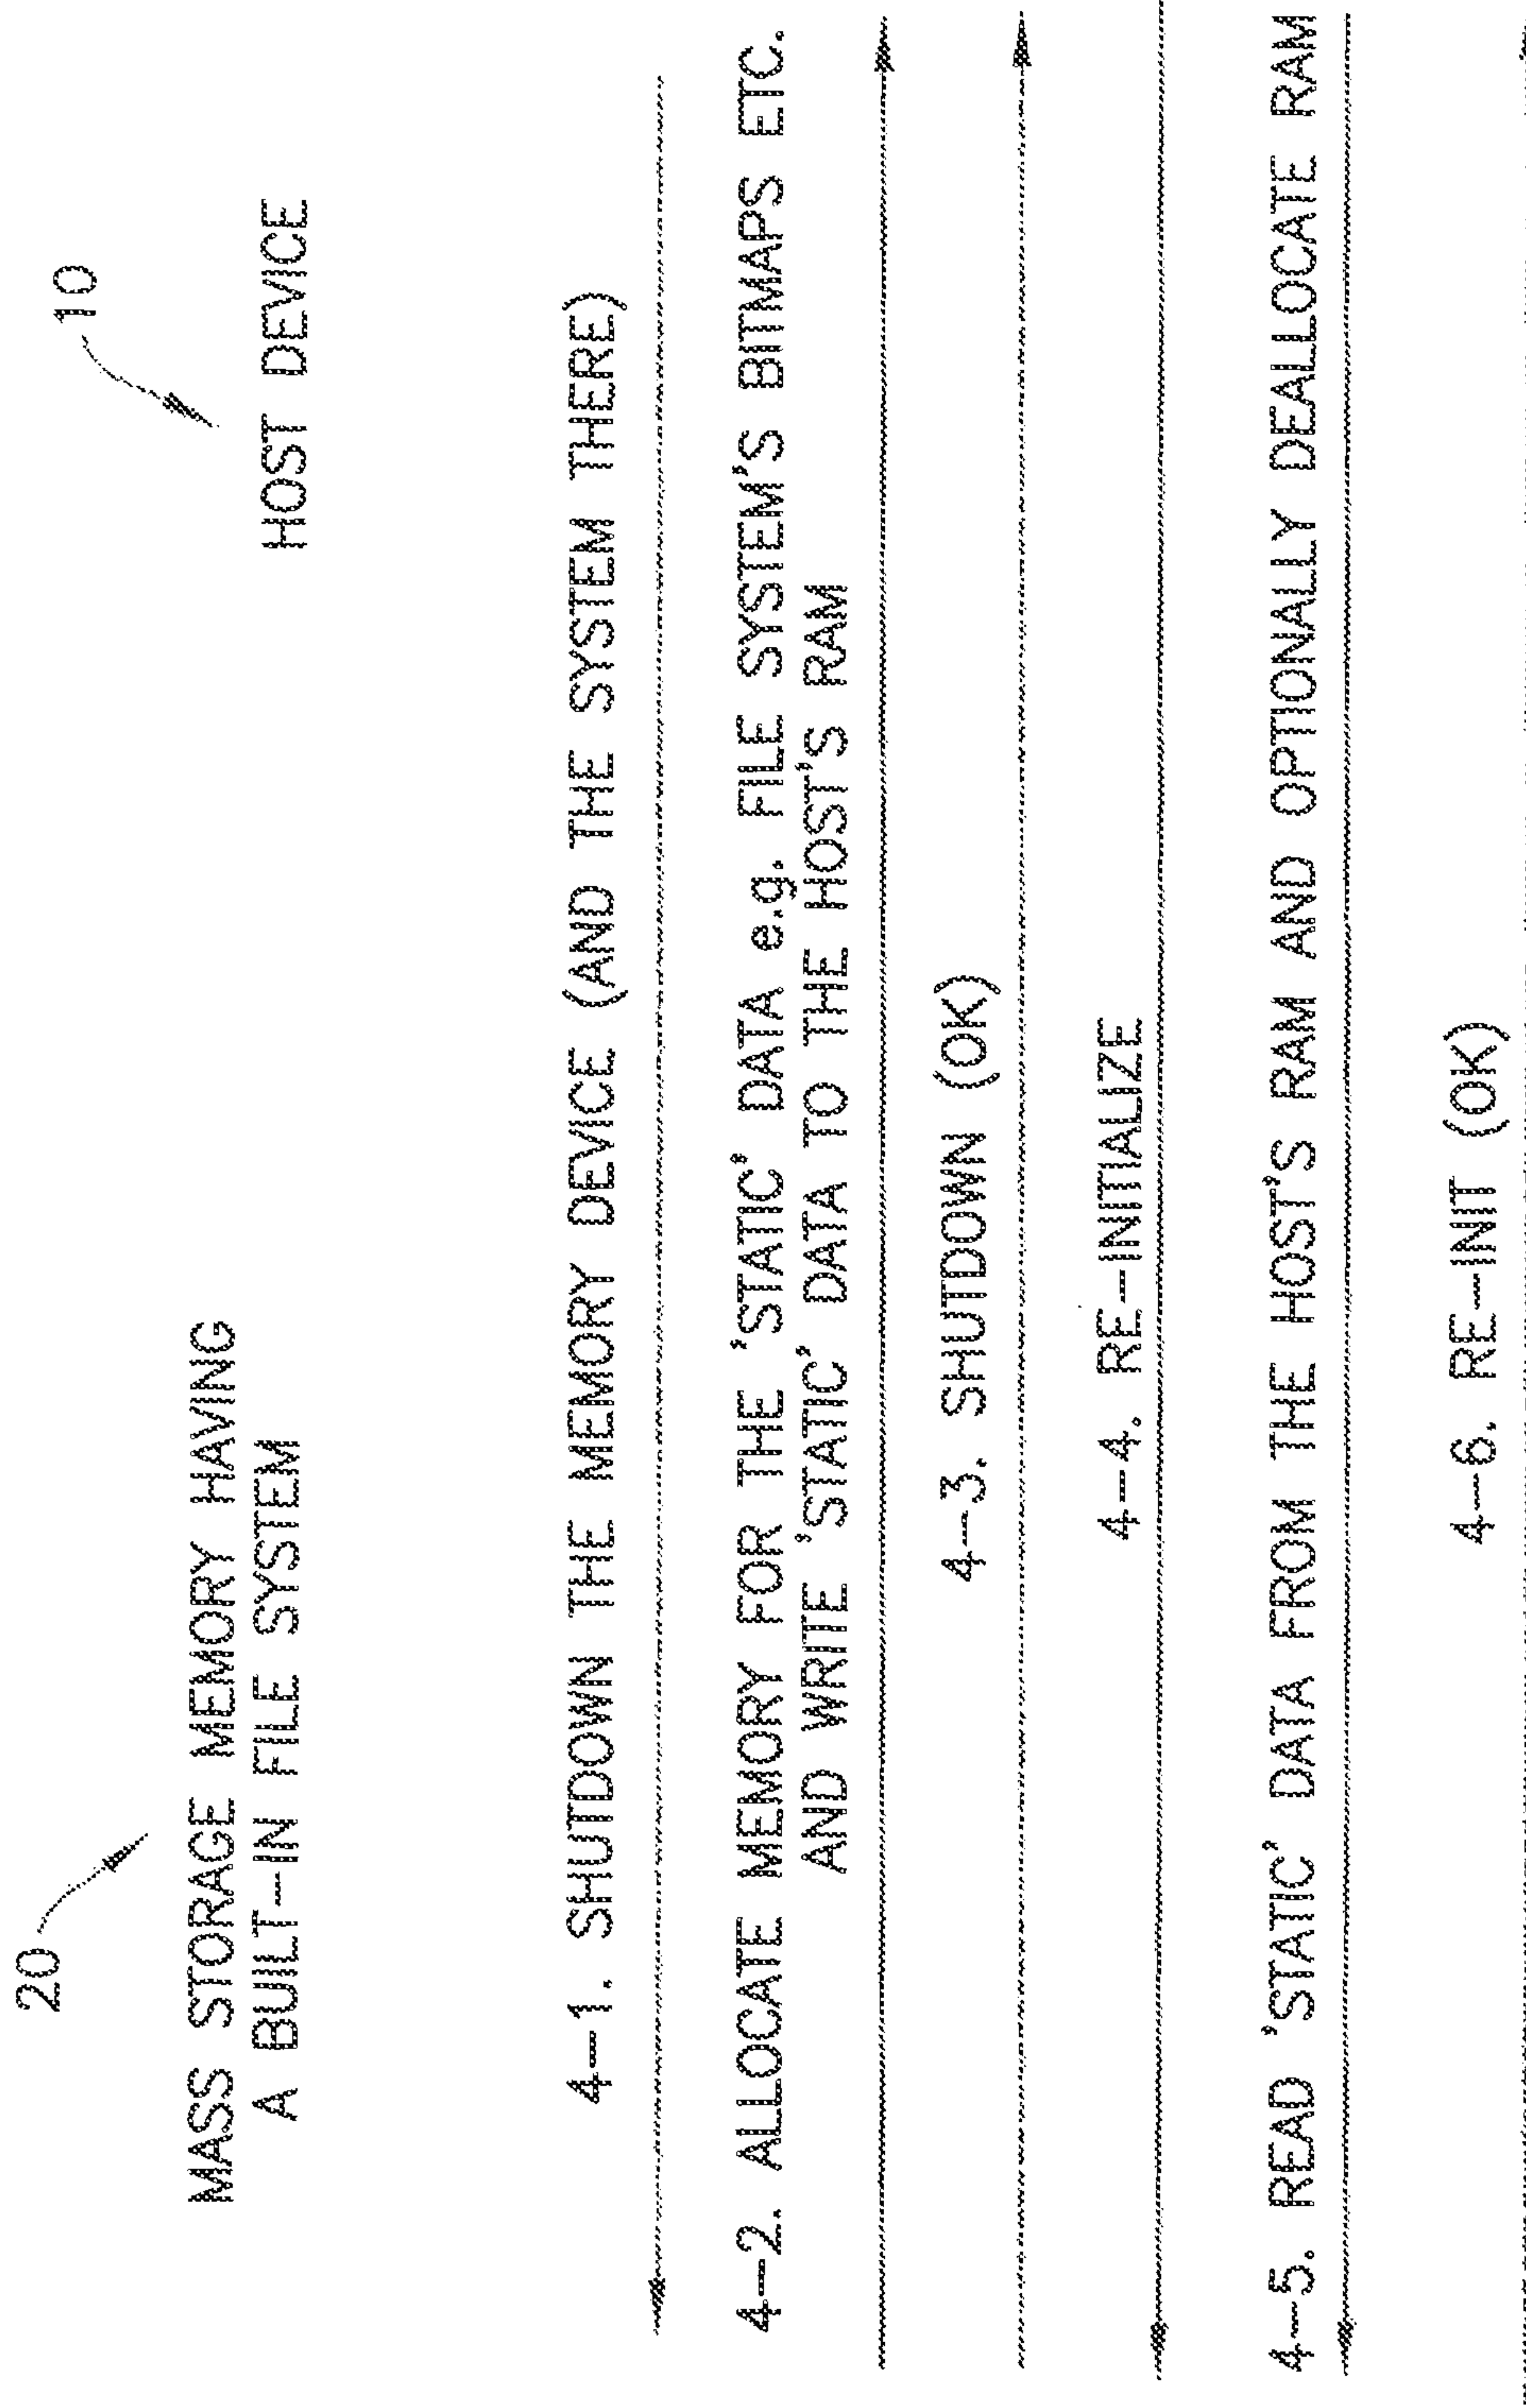 20
MASS STORAGE MEMORY HAVING
A BUILT-IN FILE SYSTEM
10
HOST DEVICE
4-1. SHUTDOWN THE MEMORY DEVICE (AND THE SYSTEM THERE)
4-2. ALLOCATE MEMORY FOR THE 'STATIC' DATA e.g. FILE SYSTEM'S BITMAPS ETC.
AND WRITE 'STATIC' DATA TO THE HOST'S RAM
4-3. SHUTDOWN (OK)
4-4. RE-INITIALIZE
4-5. READ 'STATIC' DATA FROM THE HOST'S RAM AND OPTIONALLY DEALLOCATE RAM
4-6. RE-INIT (OK)